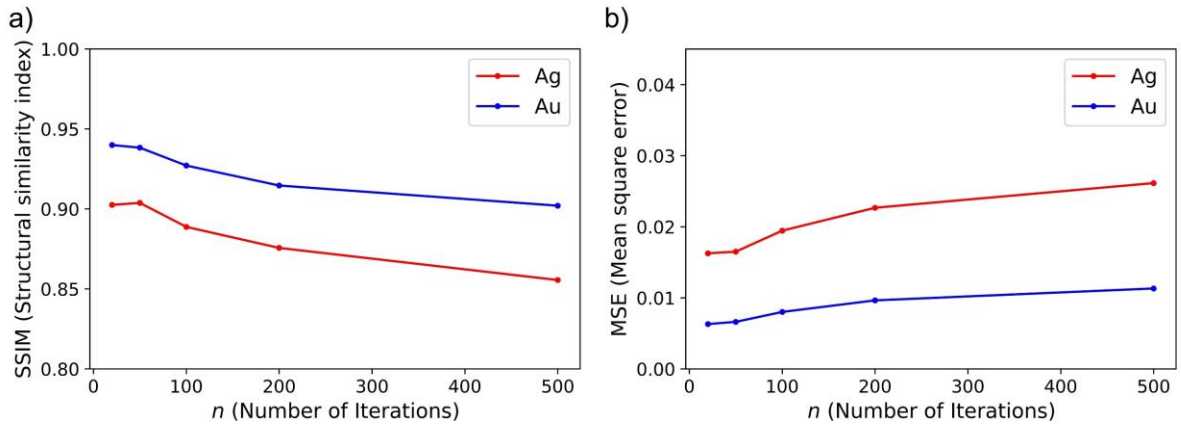 a)
SSIM (Structural similarity index)
1.00
0.95
0.90
0.85
0.80
0
100
200
300
400
500
n (Number of Iterations)
Ag
Au
b)
MSE (Mean square error)
0.04
0.03
0.02
0.01
0.00
0
100
200
300
400
500
n (Number of Iterations)
Ag
Au